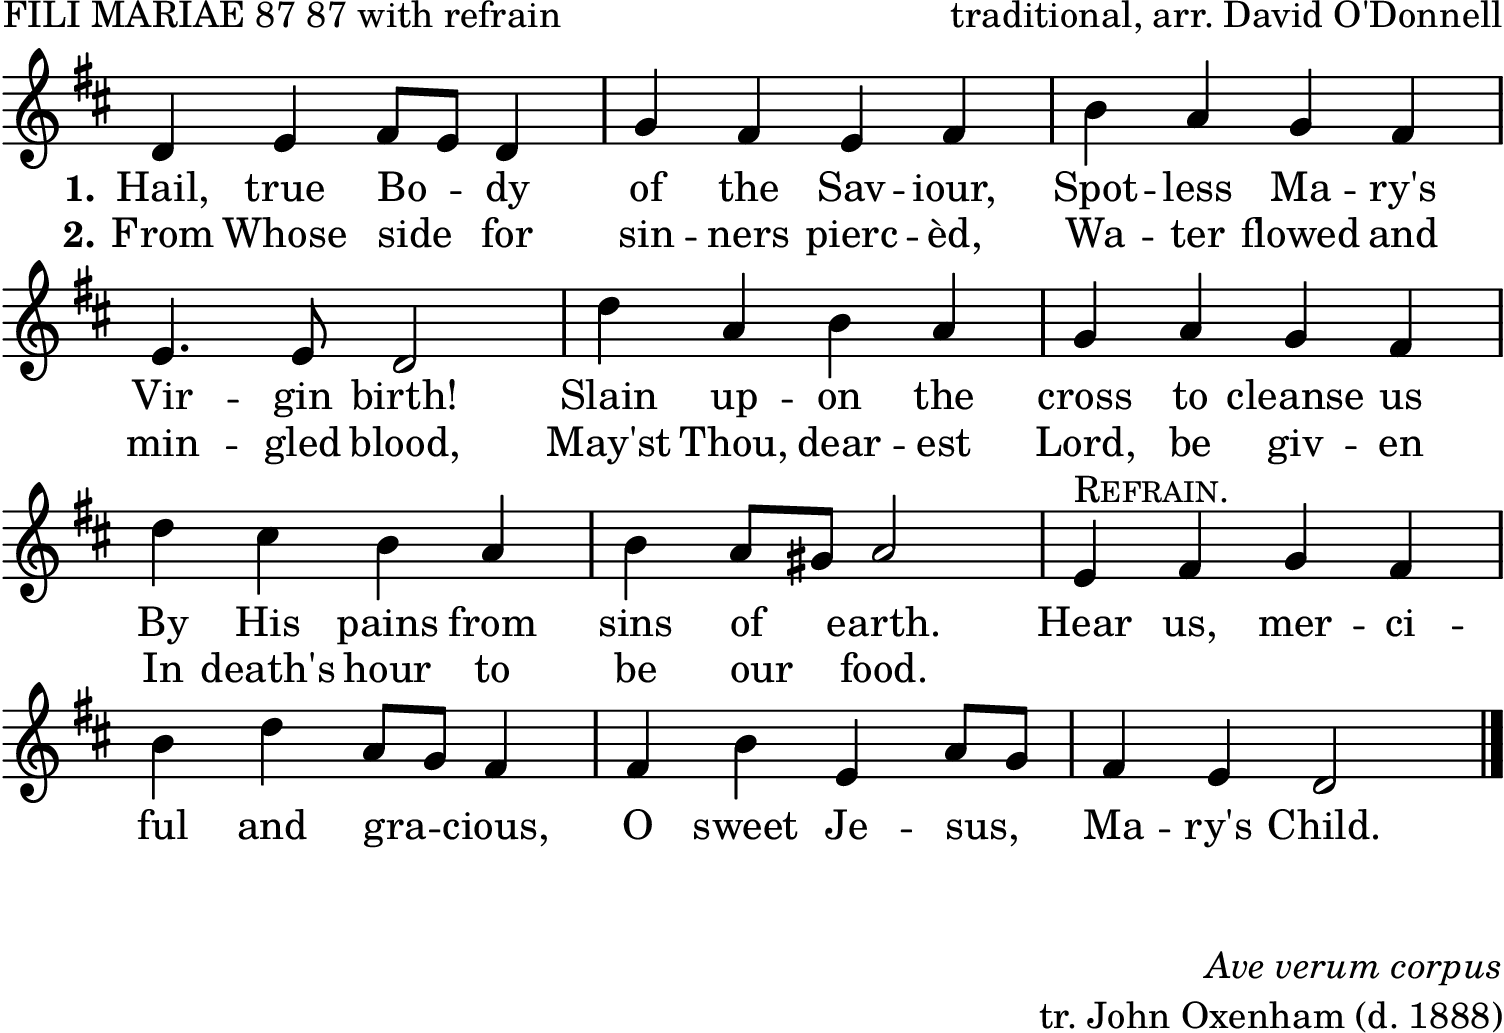 FILI MARIAE 87 87 with refrain traditional, arr. David O'Donnell
1. Hail, true Bo -- dy of the Sav -- iour, Spot -- less Ma -- ry's
2. From Whose side for sin -- ners pierc -- èd, Wa -- ter flowed and
Vir -- gin birth! Slain up -- on the cross to cleanse us
min -- gled blood, May'st Thou, dear -- est Lord, be giv -- en
REFRAIN.
By His pains from sins of earth. Hear us, mer -- ci --
In death's hour to be our food.
ful and gra -- cious, O sweet Je -- sus, Ma -- ry's Child.
Ave verum corpus
tr. John Oxenham (d. 1888)